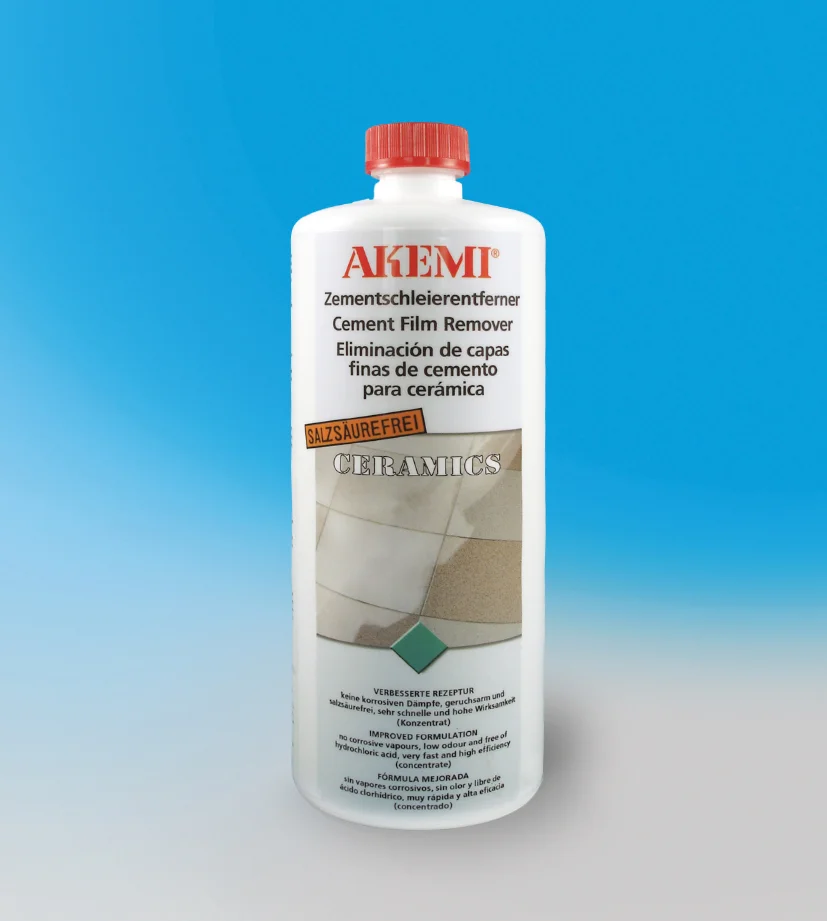 AKEMI®
Zementschleierentferner
Cement Film Remover
Eliminación de capas
finas de cemento
para cerámica
SALZSÄUREFREI
CERAMICS
VERBESSERTE REZEPTUR
keine korrosiven Dämpfe, geruchsarm und
salzsäurefrei, sehr schnelle und hohe Wirksamkeit
(Konzentrat)
IMPROVED FORMULATION
no corrosive vapours, low odour and free of
hydrochloric acid, very fast and high efficiency
(concentrate)
FÓRMULA MEJORADA
sin vapores corrosivos, sin olor y libre de
ácido clorhídrico, muy rápida y alta eficacia
(concentrado)